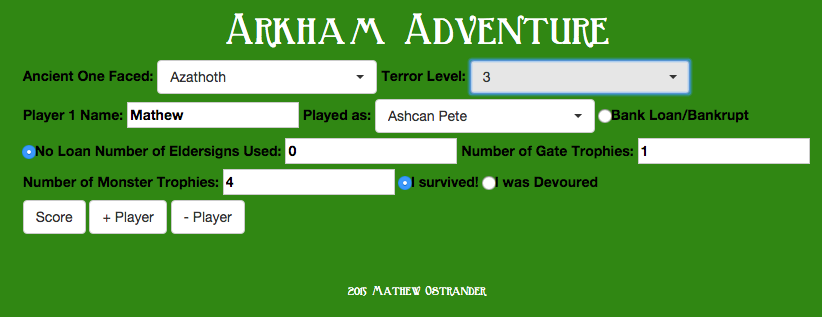 Arkham Adventure
Ancient One Faced: Azathoth Terror Level: 3
Player 1 Name: Mathew Played as: Ashcan Pete Bank Loan/Bankrupt
No Loan Number of Eldersigns Used: 0 Number of Gate Trophies: 1
Number of Monster Trophies: 4 I survived! I was Devoured
Score + Player - Player
2015 Mathew Ostrander